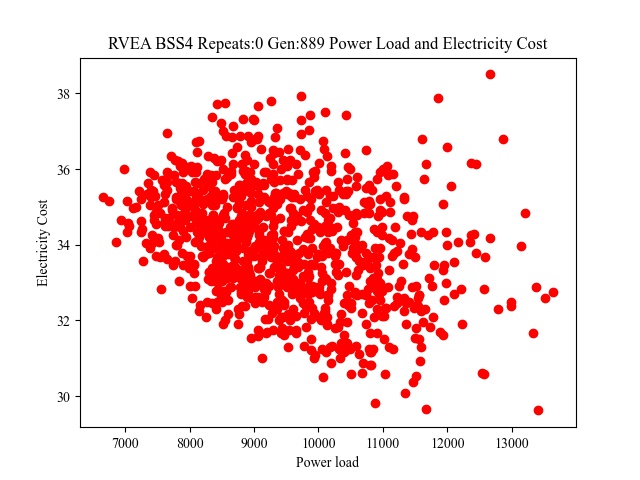 RVEA BSS4 Repeats:0 Gen:889 Power Load and Electricity Cost
38
36
34
32
30
Electricity Cost
7000 8000 9000 10000 11000 12000 13000
Power load